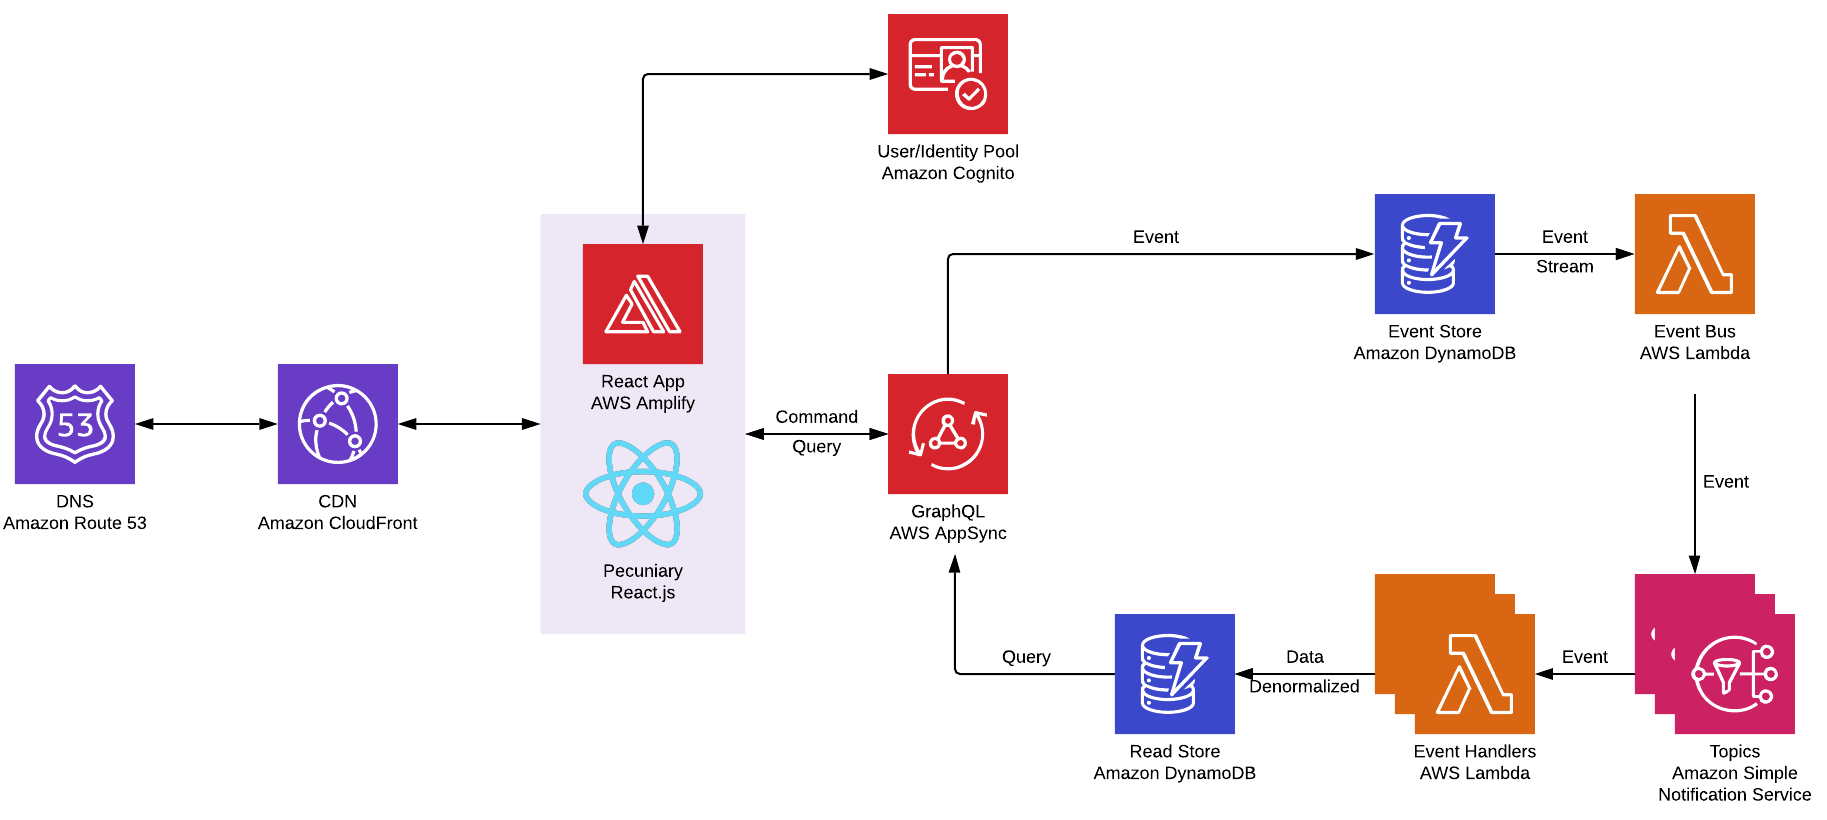 User/Identity Pool
Amazon Cognito
Event
Event
Stream
Event Store
Amazon DynamoDB
Event Bus
AWS Lambda
React App
AWS Amplify
53
DNS
Amazon Route 53
CDN
Amazon CloudFront
Command
Query
GraphQL
AWS AppSync
Pecuniary
React.js
Event
Query
Data
Denormalized
Event
Read Store
Amazon DynamoDB
Event Handlers
AWS Lambda
Topics
Amazon Simple
Notification Service